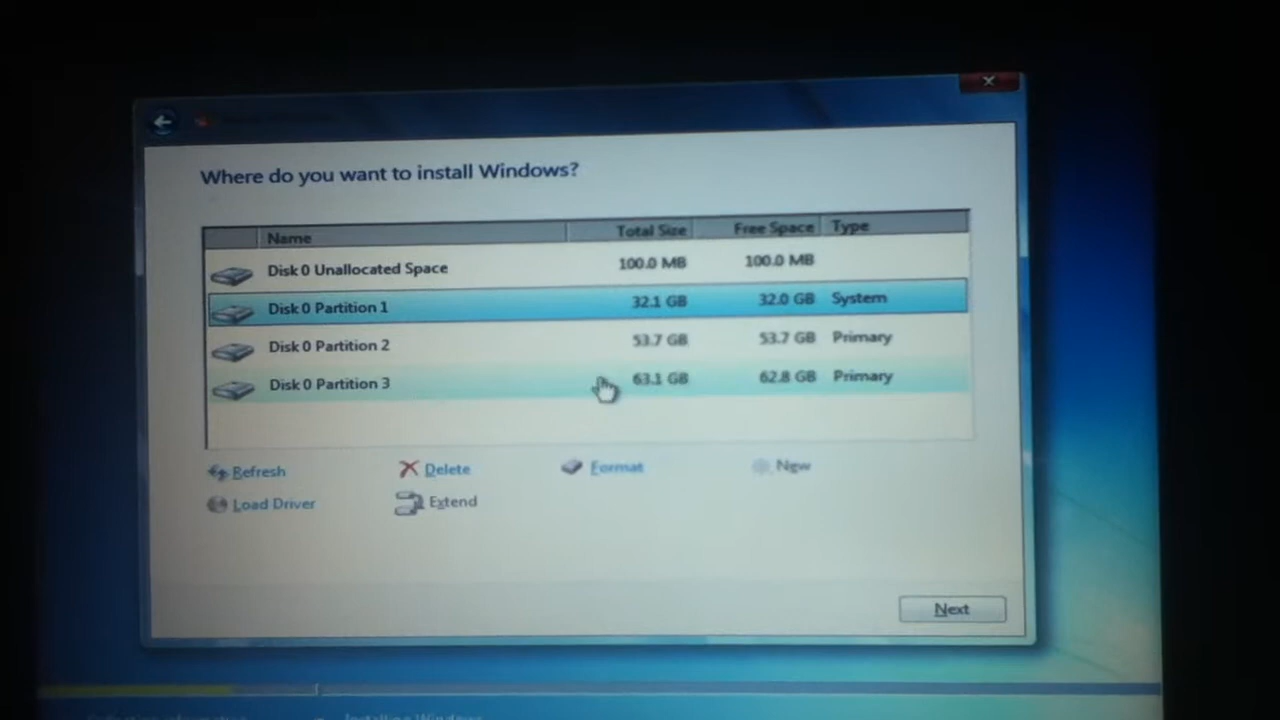 Where do you want to install Windows?
Name Total Size Free Space Type
Disk 0 Unallocated Space 100.0 MB 100.0 MB
Disk 0 Partition 1 32.1 GB 32.0 GB System
Disk 0 Partition 2 53.7 GB 53.7 GB Primary
Disk 0 Partition 3 63.1 GB 62.8 GB Primary
Refresh Delete Format New
Load Driver Extend
Next
Installing Windows